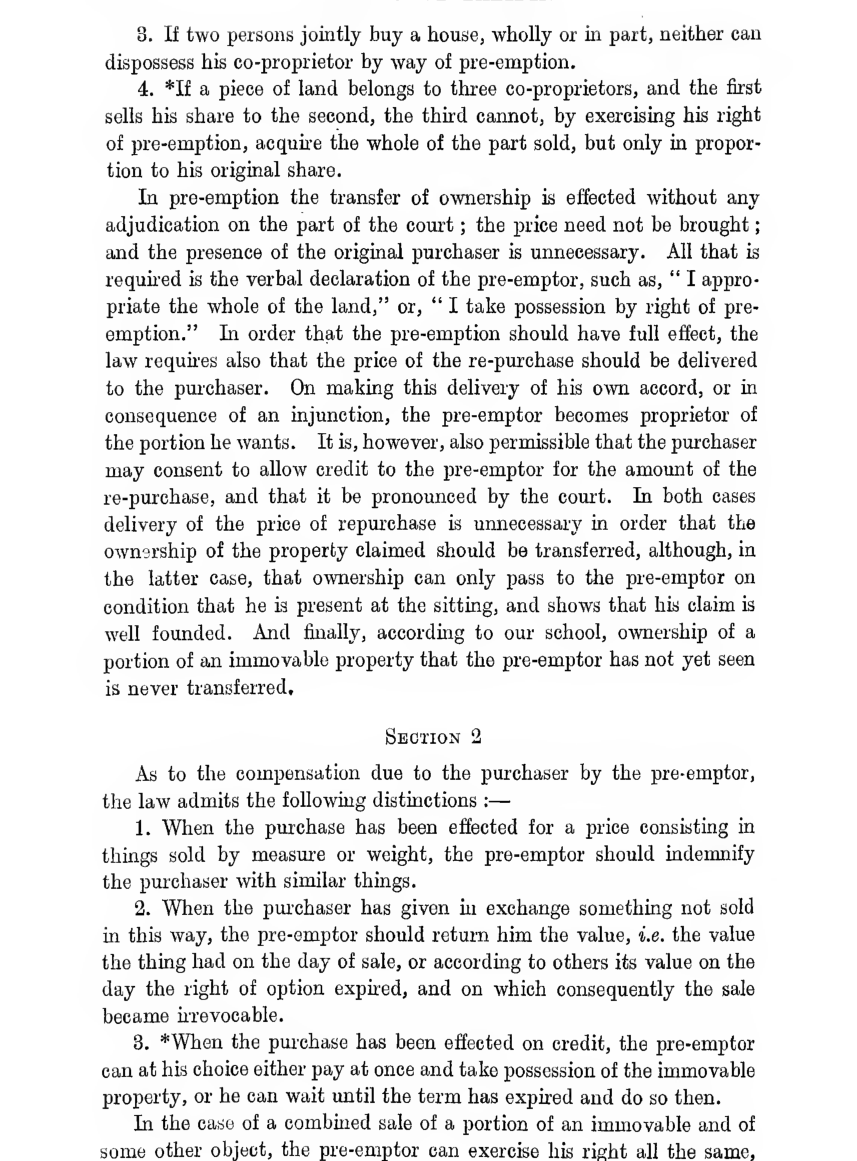 3. If two persons jointly buy a house, wholly or in part, neither can
dispossess his co-proprietor by way of pre-emption.
4. *If a piece of land belongs to three co-proprietors, and the first
sells his share to the second, the third cannot, by exercising his right
of pre-emption, acquire the whole of the part sold, but only in propor-
tion to his original share.
In pre-emption the transfer of ownership is effected without any
adjudication on the part of the court ; the price need not be brought ;
and the presence of the original purchaser is unnecessary. All that is
required is the verbal declaration of the pre-emptor, such as, “ I appro-
priate the whole of the land,” or, “ I take possession by right of pre-
emption.” In order that the pre-emption should have full effect, the
law requires also that the price of the re-purchase should be delivered
to the purchaser. On making this delivery of his own accord, or in
consequence of an injunction, the pre-emptor becomes proprietor of
the portion he wants. It is, however, also permissible that the purchaser
may consent to allow credit to the pre-emptor for the amount of the
re-purchase, and that it be pronounced by the court. In both cases
delivery of the price of repurchase is unnecessary in order that the
ownership of the property claimed should be transferred, although, in
the latter case, that ownership can only pass to the pre-emptor on
condition that he is present at the sitting, and shows that his claim is
well founded. And finally, according to our school, ownership of a
portion of an immovable property that the pre-emptor has not yet seen
is never transferred.
SECTION 2
As to the compensation due to the purchaser by the pre-emptor,
the law admits the following distinctions :—
1. When the purchase has been effected for a price consisting in
things sold by measure or weight, the pre-emptor should indemnify
the purchaser with similar things.
2. When the purchaser has given in exchange something not sold
in this way, the pre-emptor should return him the value, i.e. the value
the thing had on the day of sale, or according to others its value on the
day the right of option expired, and on which consequently the sale
became irrevocable.
3. *When the purchase has been effected on credit, the pre-emptor
can at his choice either pay at once and take possession of the immovable
property, or he can wait until the term has expired and do so then.
In the case of a combined sale of a portion of an immovable and of
some other object, the pre-emptor can exercise his right all the same,